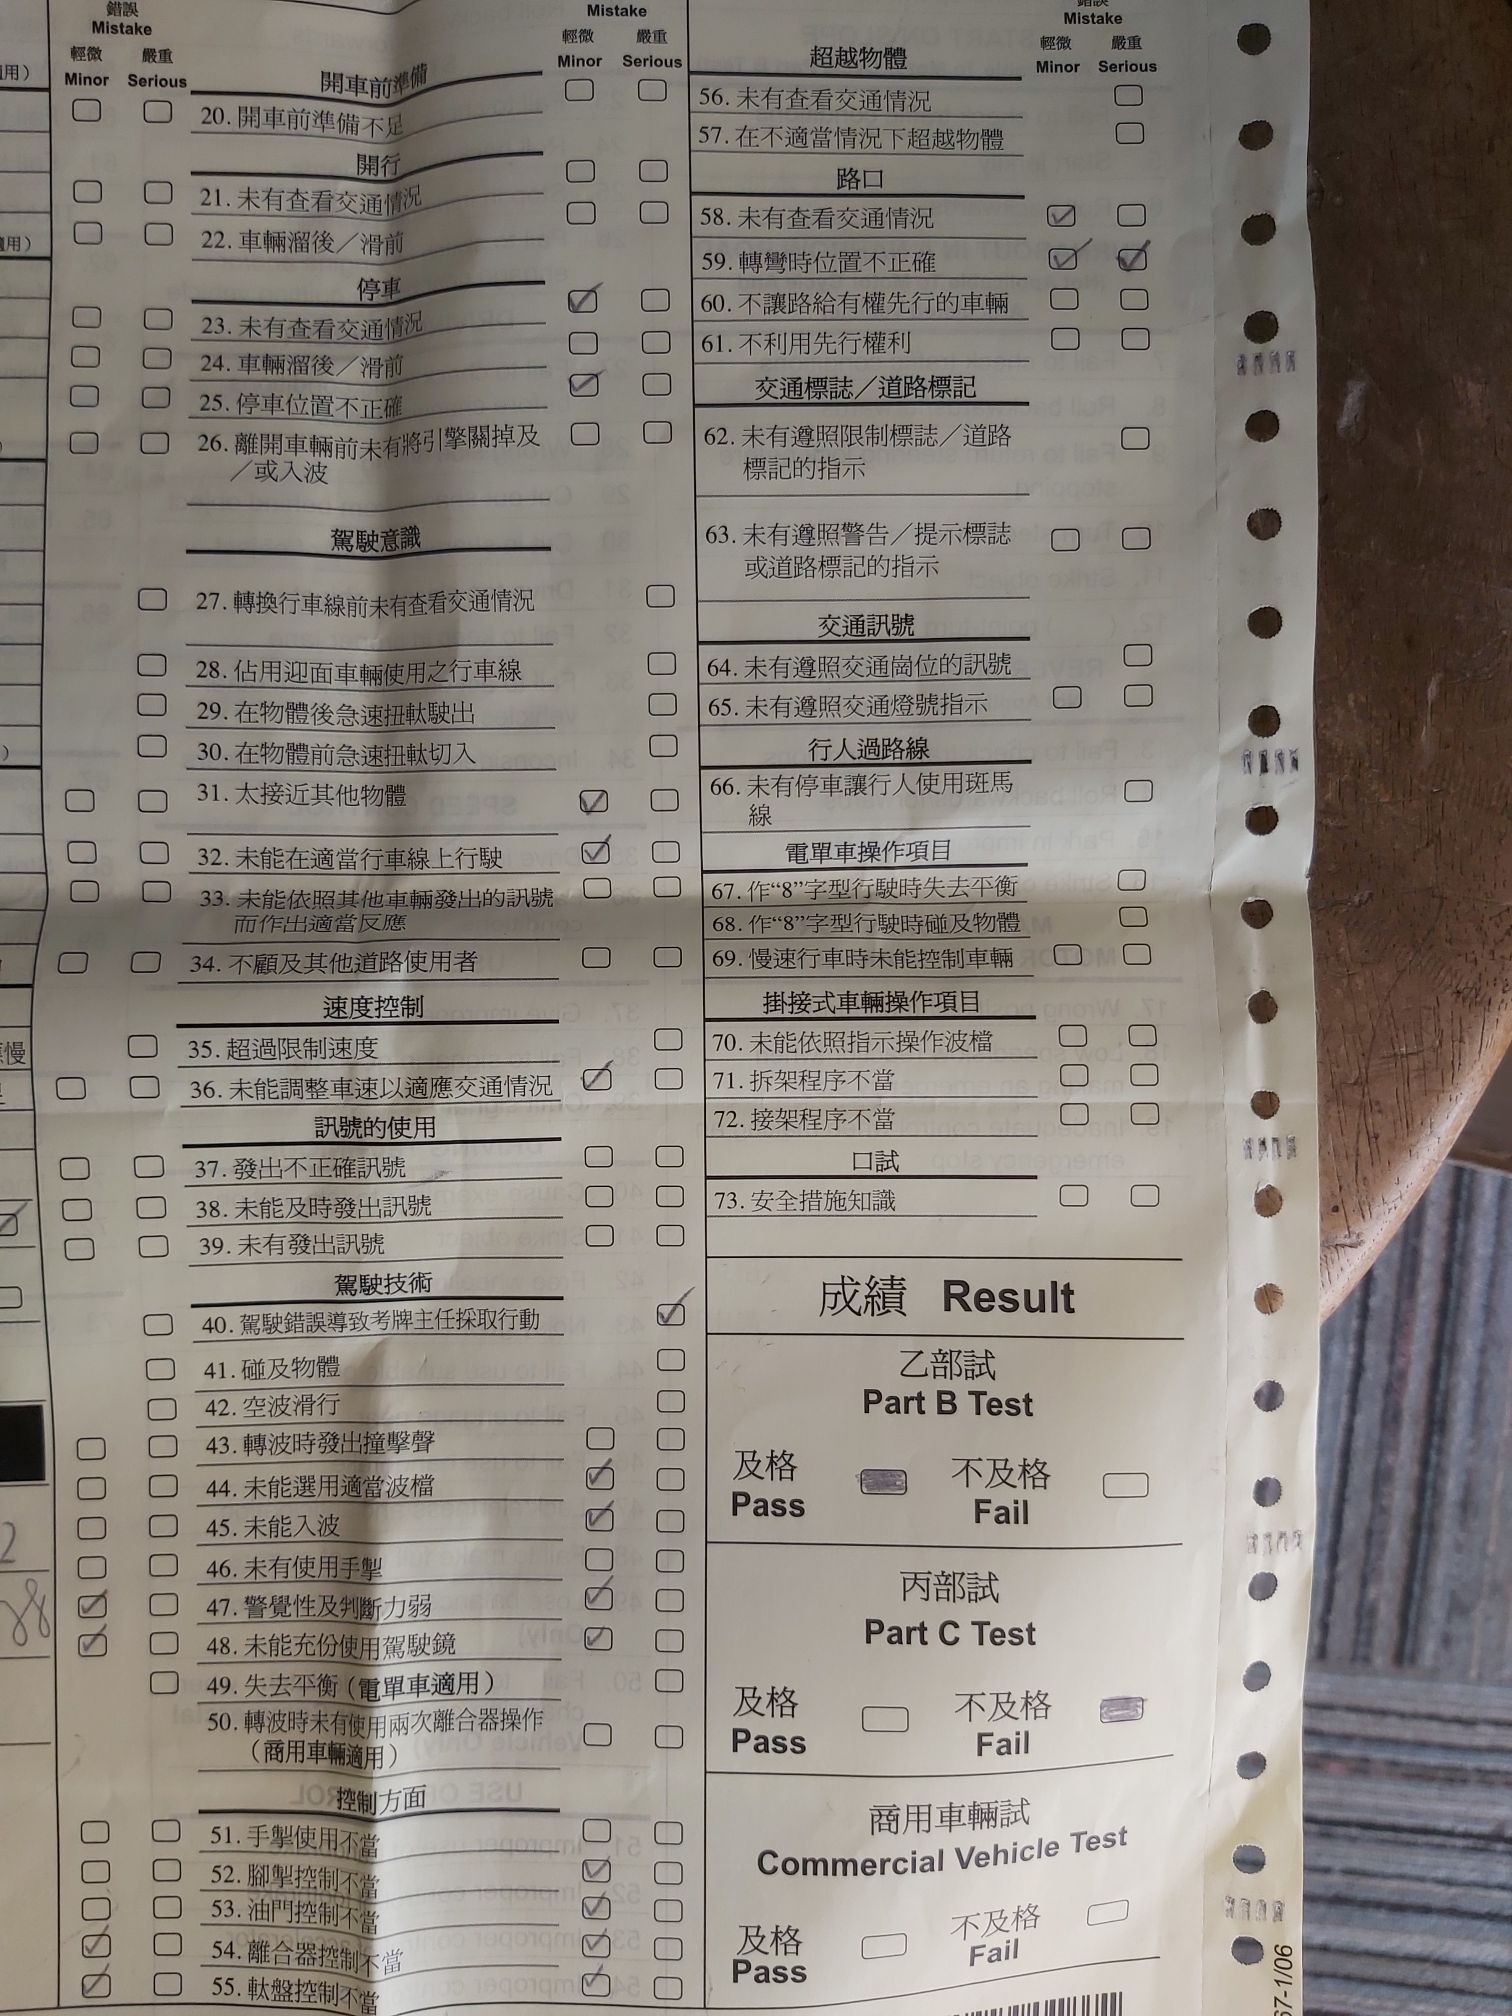 用)
用)
)
)
慢
2
88
錯誤
Mistake
輕微 嚴重
Minor Serious
Mistake
輕微 嚴重
Minor Serious
開車前準備
20. 開車前準備不足
開行
21. 未有查看交通情況
22. 車輛溜後／滑前
停車
23. 未有查看交通情況
24. 車輛溜後／滑前
25. 停車位置不正確
26. 離開車輛前未有將引擎關掉及
／或入波
駕駛意識
27. 轉換行車線前未有查看交通情況
28. 佔用迎面車輛使用之行車線
29. 在物體後急速扭軚駛出
30. 在物體前急速扭軚切入
31. 太接近其他物體
32. 未能在適當行車線上行駛
33. 未能依照其他車輛發出的訊號
而作出適當反應
34. 不顧及其他道路使用者
速度控制
35. 超過限制速度
36. 未能調整車速以適應交通情況
訊號的使用
37. 發出不正確訊號
38. 未能及時發出訊號
39. 未有發出訊號
駕駛技術
40. 駕駛錯誤導致考牌主任採取行動
41. 碰及物體
42. 空波滑行
43. 轉波時發出撞擊聲
44. 未能選用適當波檔
45. 未能入波
46. 未有使用手掣
47. 警覺性及判斷力弱
48. 未能充份使用駕駛鏡
49. 失去平衡（電單車適用）
50. 轉波時未有使用兩次離合器操作
（商用車輛適用）
控制方面
51. 手掣使用不當
52. 腳掣控制不當
53. 油門控制不當
54. 離合器控制不當
55. 軚盤控制不當
錯誤
Mistake
輕微 嚴重
Minor Serious
超越物體
56. 未有查看交通情況
57. 在不適當情況下超越物體
路口
58. 未有查看交通情況
59. 轉彎時位置不正確
60. 不讓路給有權先行的車輛
61. 不利用先行權利
交通標誌／道路標記
62. 未有遵照限制標誌／道路
標記的指示
63. 未有遵照警告／提示標誌
或道路標記的指示
交通訊號
64. 未有遵照交通崗位的訊號
65. 未有遵照交通燈號指示
行人過路線
66. 未有停車讓行人使用斑馬
線
電單車操作項目
67. 作“8”字型行駛時失去平衡
68. 作“8”字型行駛時碰及物體
69. 慢速行車時未能控制車輛
掛接式車輛操作項目
70. 未能依照指示操作波檔
71. 拆架程序不當
72. 接架程序不當
口試
73. 安全措施知識
成績 Result
乙部試
Part B Test
及格 不及格
Pass Fail
丙部試
Part C Test
及格 不及格
Pass Fail
商用車輛試
Commercial Vehicle Test
及格 不及格
Pass Fail
67-1/06